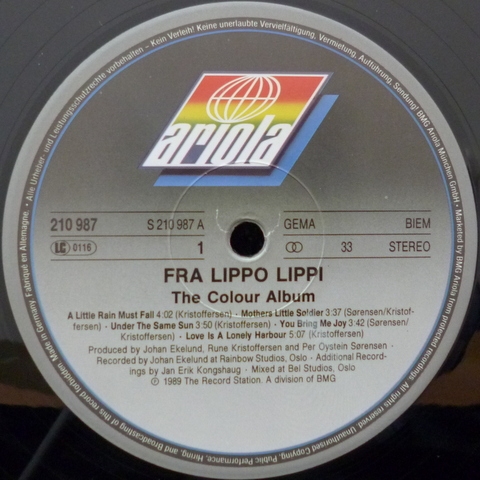 Alle Urheber- und Leistungsschutzrechte vorbehalten - Kein Verleih! Keine unerlaubte Vervielfältigung, Vermietung, Aufführung, Sendung! BMG Ariola München GmbH • Marketed by BMG Ariola
ariola
210 987 S 210 987 A GEMA BIEM
LC 0116 1 33 STEREO
FRA LIPPO LIPPI
The Colour Album
A Little Rain Must Fall 4:02 (Kristoffersen) · Mothers Little Soldier 3:37 (Sørensen/Kristof-
fersen) · Under The Same Sun 3:50 (Kristoffersen) · You Bring Me Joy 3:42 (Sørensen/
Kristoffersen) · Love Is A Lonely Harbour 5:07 (Kristoffersen)
Produced by Johan Ekelund, Rune Kristoffersen and Per Oystein Sørensen ·
Recorded by Johan Ekelund at Rainbow Studios, Oslo · Additional Record-
ings by Jan Erik Kongshaug · Mixed at Bel Studios, Oslo
℗ © 1989 The Record Station. A division of BMG
Made in Germany. Fabriqué en Allemagne.
All rights reserved. Unauthorised Copying, Public Performance, Hiring, and Broadcasting of this record forbidden.